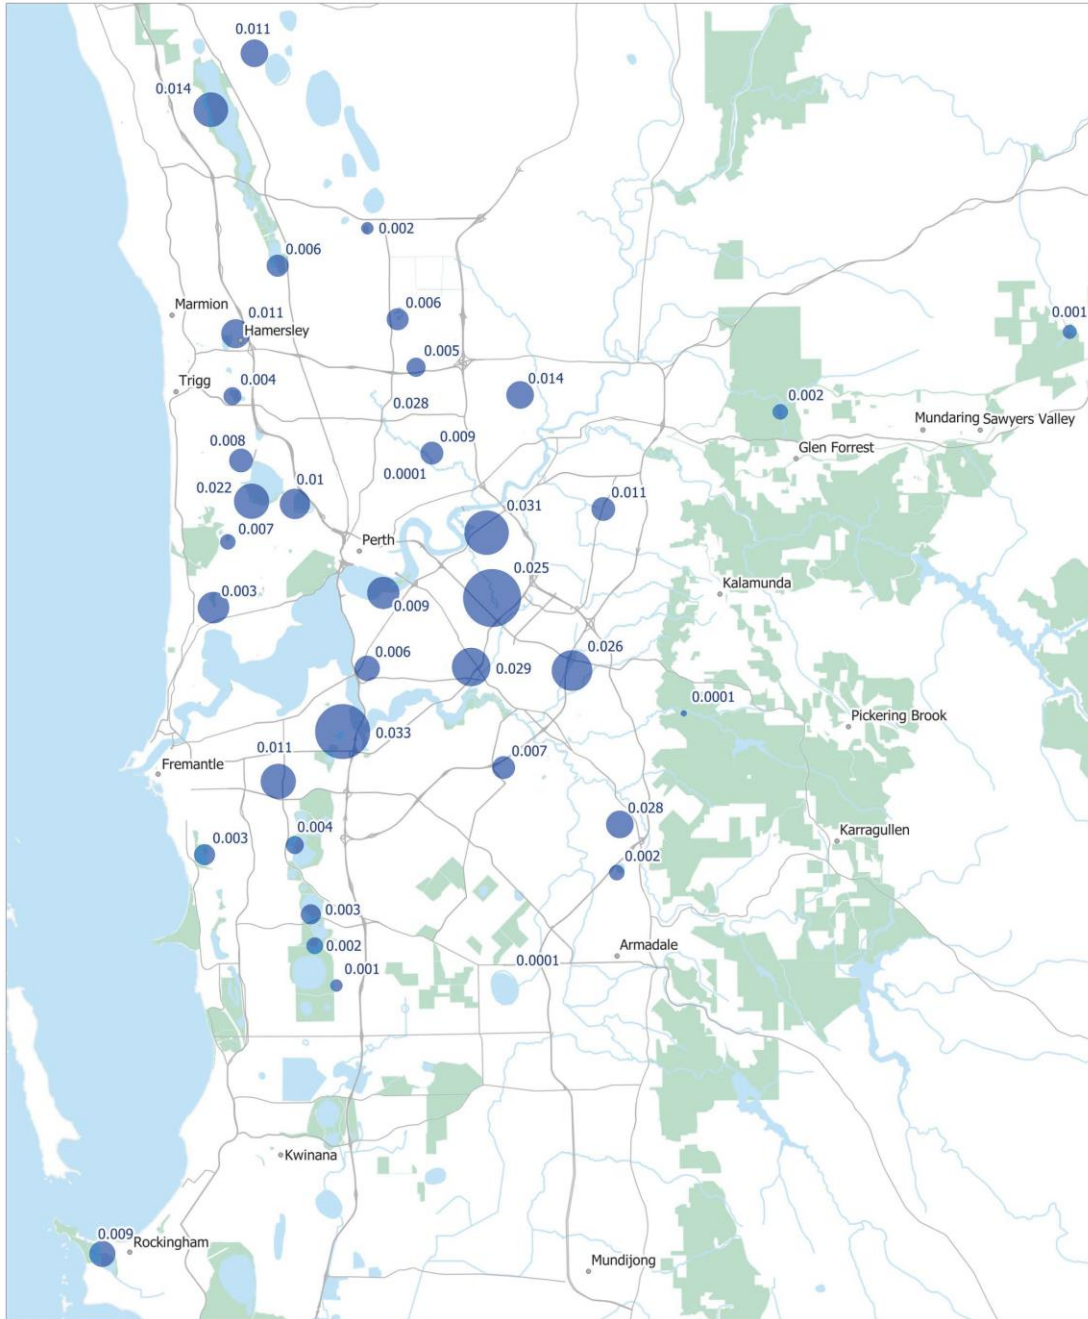 0.011
0.014
0.002
0.006
Marmion
0.011
Hamersley
0.006
0.001
0.005
Trigg
0.004
0.028
0.014
0.002
Mundaring
Sawyers Valley
0.008
0.009
Glen Forrest
0.0001
0.01
0.022
0.031
0.011
0.007
Perth
0.025
Kalamunda
0.003
0.009
0.006
0.029
0.026
0.0001
Pickering Brook
0.033
0.011
Fremantle
0.007
0.028
Karragullen
0.004
0.003
0.002
0.003
0.002
Armadale
0.0001
0.001
Kwinana
0.009
Rockingham
Mundijong